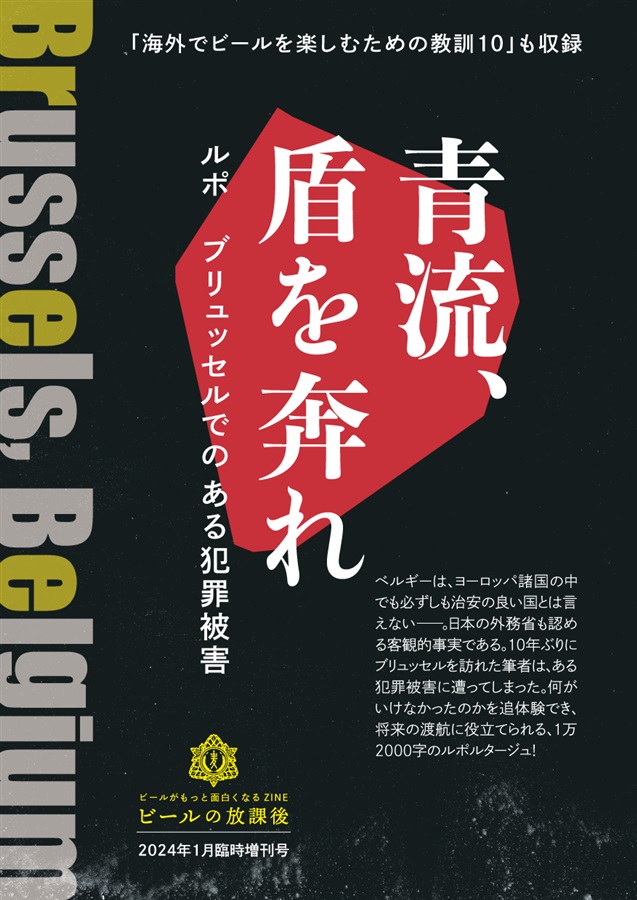 「海外でビールを楽しむための教訓10」も収録
青流、
盾を奔れ
ルポ ブリュッセルでのある犯罪被害
Brussels, Belgium
ベルギーは、ヨーロッパ諸国の中
でも必ずしも治安の良い国とは言
えない――。日本の外務省も認め
る客観的事実である。10年ぶりに
ブリュッセルを訪れた筆者は、ある
犯罪被害に遭ってしまった。何が
いけなかったのかを追体験でき、
将来の渡航に役立てられる、1万
2000字のルポルタージュ!
ビールがもっと面白くなるZINE
ビールの放課後
2024年1月臨時増刊号